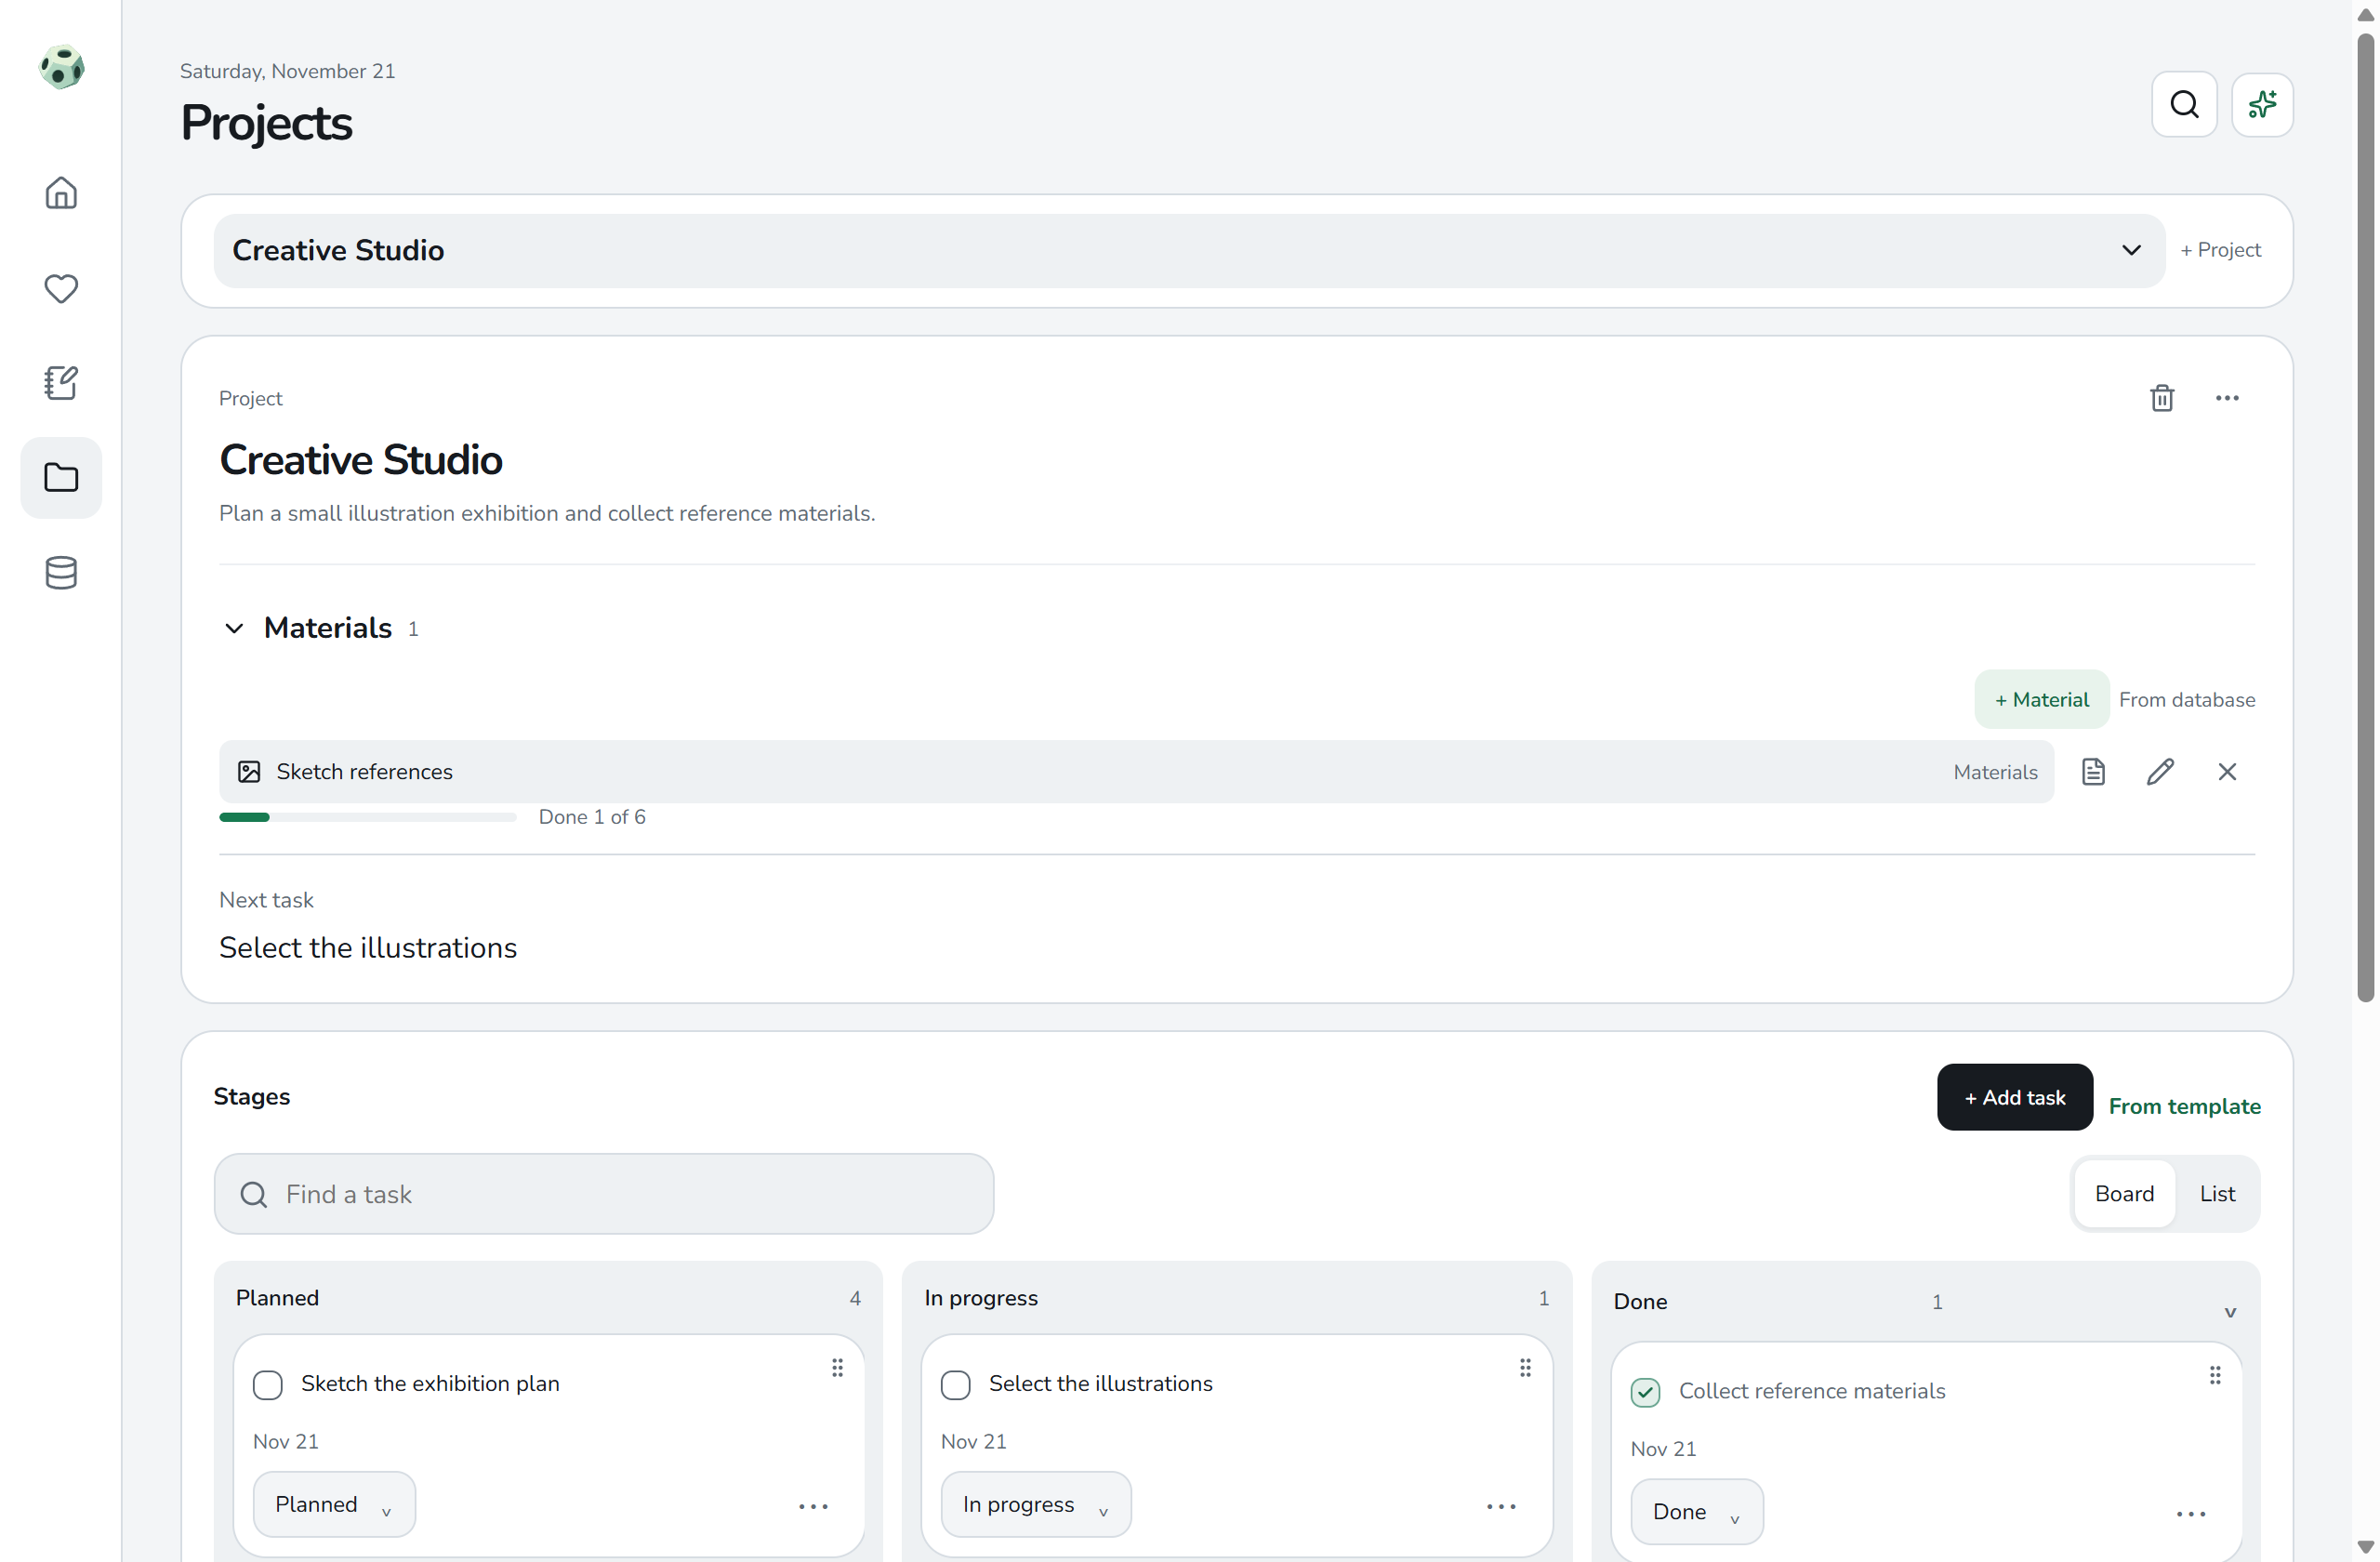 Saturday, November 21
Projects
Creative Studio
+ Project
Project
Creative Studio
Plan a small illustration exhibition and collect reference materials.
Materials 1
+ Material From database
Sketch references Materials
Done 1 of 6
Next task
Select the illustrations
Stages
+ Add task From template
Find a task
Board List
Planned 4
Sketch the exhibition plan
Nov 21
Planned
In progress 1
Select the illustrations
Nov 21
In progress
Done 1
Collect reference materials
Nov 21
Done